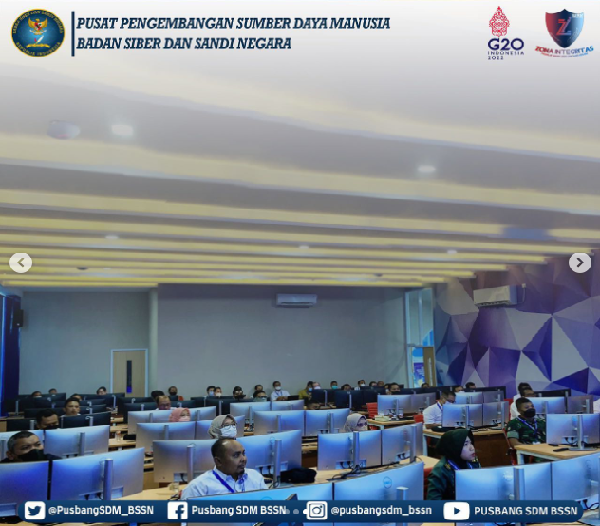 PUSAT PENGEMBANGAN SUMBER DAYA MANUSIA
BADAN SIBER DAN SANDI NEGARA
G20
INDONESIA
2022
ZONA INTEGRITAS
@PusbangSDM_BSSN
Pusbang SDM BSSN
@pusbangsdm_bssn
PUSBANG SDM BSSN